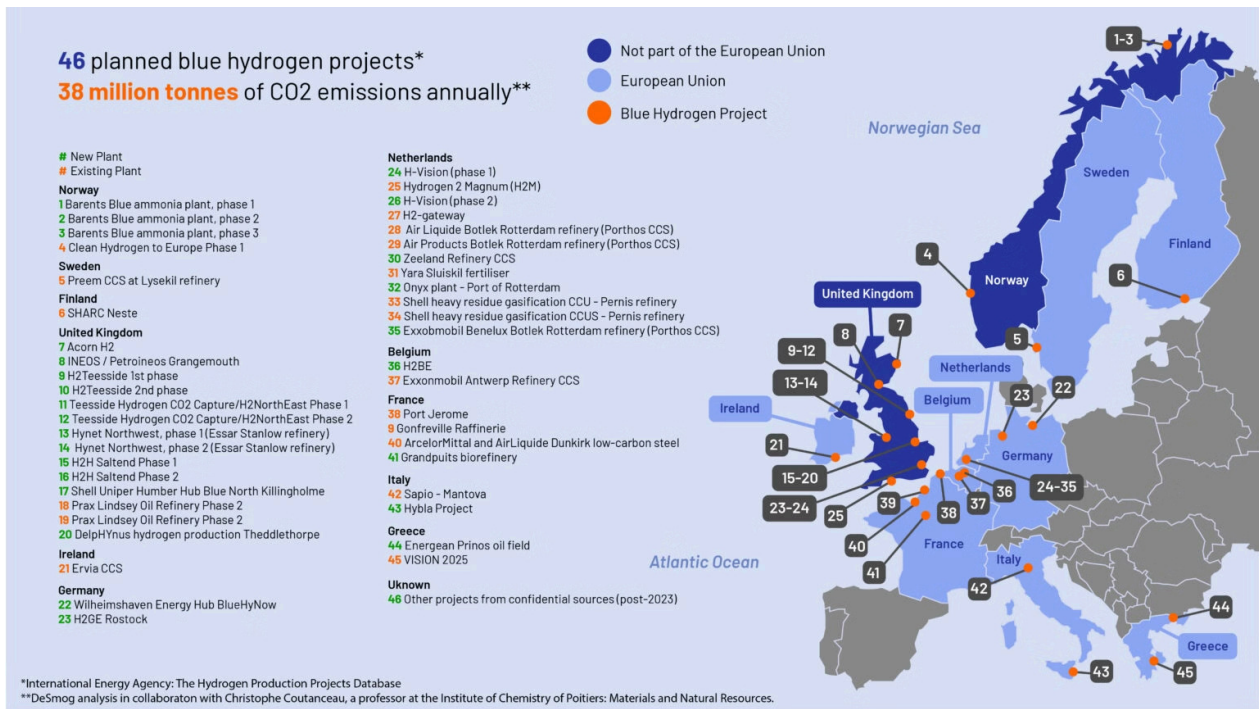 46 planned blue hydrogen projects*
38 million tonnes of CO2 emissions annually**
Not part of the European Union
European Union
Blue Hydrogen Project
# New Plant
# Existing Plant
Norway
1 Barents Blue ammonia plant, phase 1
2 Barents Blue ammonia plant, phase 2
3 Barents Blue ammonia plant, phase 3
4 Clean Hydrogen to Europe Phase 1
Sweden
5 Preem CCS at Lysekil refinery
Finland
6 SHARC Neste
United Kingdom
7 Acorn H2
8 INEOS / Petroineos Grangemouth
9 H2Teesside 1st phase
10 H2Teesside 2nd phase
11 Teesside Hydrogen CO2 Capture/H2NorthEast Phase 1
12 Teesside Hydrogen CO2 Capture/H2NorthEast Phase 2
13 Hynet Northwest, phase 1 (Essar Stanlow refinery)
14 Hynet Northwest, phase 2 (Essar Stanlow refinery)
15 H2H Saltend Phase 1
16 H2H Saltend Phase 2
17 Shell Uniper Humber Hub Blue North Killingholme
18 Prax Lindsey Oil Refinery Phase 2
19 Prax Lindsey Oil Refinery Phase 2
20 DelpHYnus hydrogen production Theddlethorpe
Ireland
21 Ervia CCS
Germany
22 Wilheimshaven Energy Hub BlueHyNow
23 H2GE Rostock
Netherlands
24 H-Vision (phase 1)
25 Hydrogen 2 Magnum (H2M)
26 H-Vision (phase 2)
27 H2-gateway
28 Air Liquide Botlek Rotterdam refinery (Porthos CCS)
29 Air Products Botlek Rotterdam refinery (Porthos CCS)
30 Zeeland Refinery CCS
31 Yara Sluiskil fertiliser
32 Onyx plant - Port of Rotterdam
33 Shell heavy residue gasification CCU - Pernis refinery
34 Shell heavy residue gasification CCUS - Pernis refinery
35 Exxobmobil Benelux Botlek Rotterdam refinery (Porthos CCS)
Belgium
36 H2BE
37 Exxonmobil Antwerp Refinery CCS
France
38 Port Jerome
9 Gonfreville Raffinerie
40 ArcelorMittal and AirLiquide Dunkirk low-carbon steel
41 Grandpuits biorefinery
Italy
42 Sapio - Mantova
43 Hybla Project
Greece
44 Energean Prinos oil field
45 VISION 2025
Uknown
46 Other projects from confidential sources (post-2023)
Norwegian Sea
1-3
Sweden
Finland
4
Norway
6
United Kingdom
8
7
5
9-12
Netherlands
13-14
Belgium
23
22
Ireland
21
Germany
15-20
24-35
36
37
23-24
25
39
38
40
France
41
Atlantic Ocean
Italy
42
44
Greece
43
45
*International Energy Agency: The Hydrogen Production Projects Database
**DeSmog analysis in collaboraton with Christophe Coutanceau, a professor at the Institute of Chemistry of Poitiers: Materials and Natural Resources.